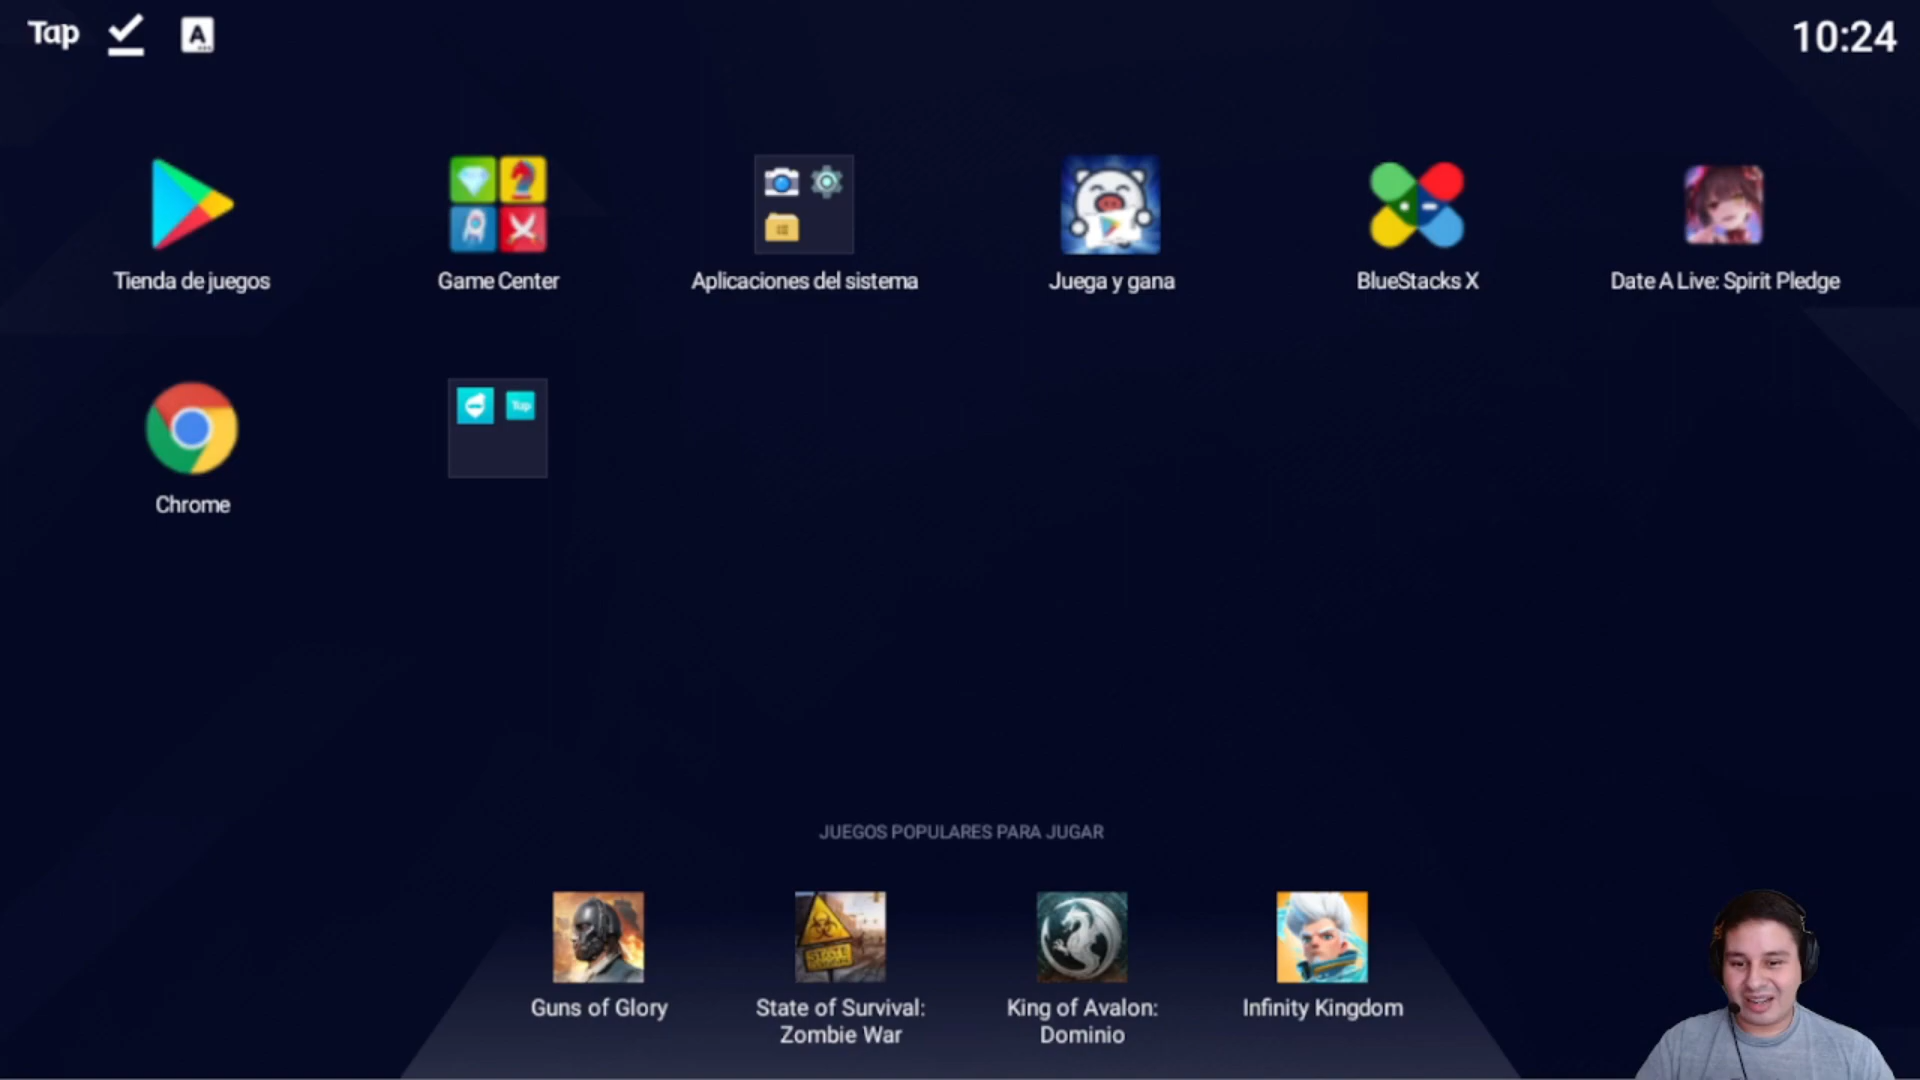 Tap
A
10:24
Tienda de juegos
Game Center
Aplicaciones del sistema
Juega y gana
BlueStacks X
Date A Live: Spirit Pledge
Tap
Chrome
JUEGOS POPULARES PARA JUGAR
Guns of Glory
State of Survival:
Zombie War
King of Avalon:
Dominio
Infinity Kingdom